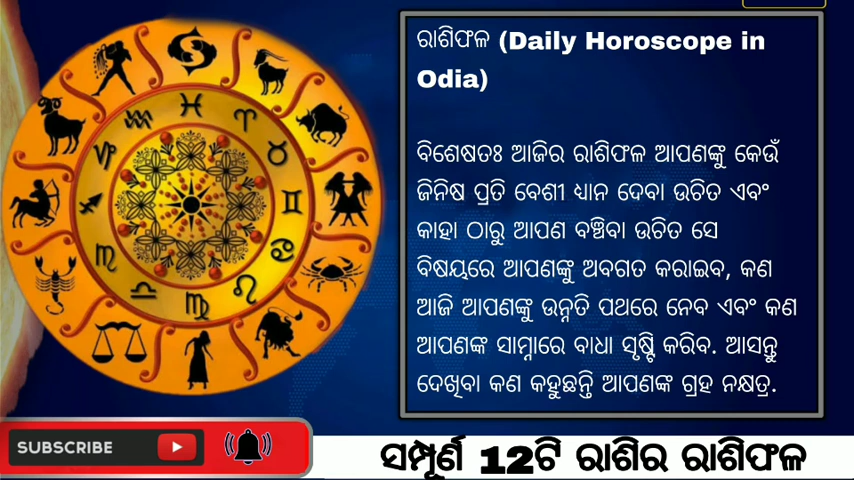 ରାଶିଫଳ (Daily Horoscope in
Odia)
ବିଶେଷତଃ ଆଜିର ରାଶିଫଳ ଆପଣଙ୍କୁ କେଉଁ
ଜିନିଷ ପ୍ରତି ବେଶୀ ଧ୍ୟାନ ଦେବା ଉଚିତ ଏବଂ
କାହା ଠାରୁ ଆପଣ ବଞ୍ଚିବା ଉଚିତ ସେ
ବିଷୟରେ ଆପଣଙ୍କୁ ଅବଗତ କରାଇବ, କଣ
ଆଜି ଆପଣଙ୍କୁ ଉନ୍ନତି ପଥରେ ନେବ ଏବଂ କଣ
ଆପଣଙ୍କ ସାମ୍ନାରେ ବାଧା ସୃଷ୍ଟି କରିବ. ଆସନ୍ତୁ
ଦେଖିବା କଣ କହୁଛନ୍ତି ଆପଣଙ୍କ ଗ୍ରହ ନକ୍ଷତ୍ର.
SUBSCRIBE
ସମ୍ପୂର୍ଣ 12ଟି ରାଶିର ରାଶିଫଳ